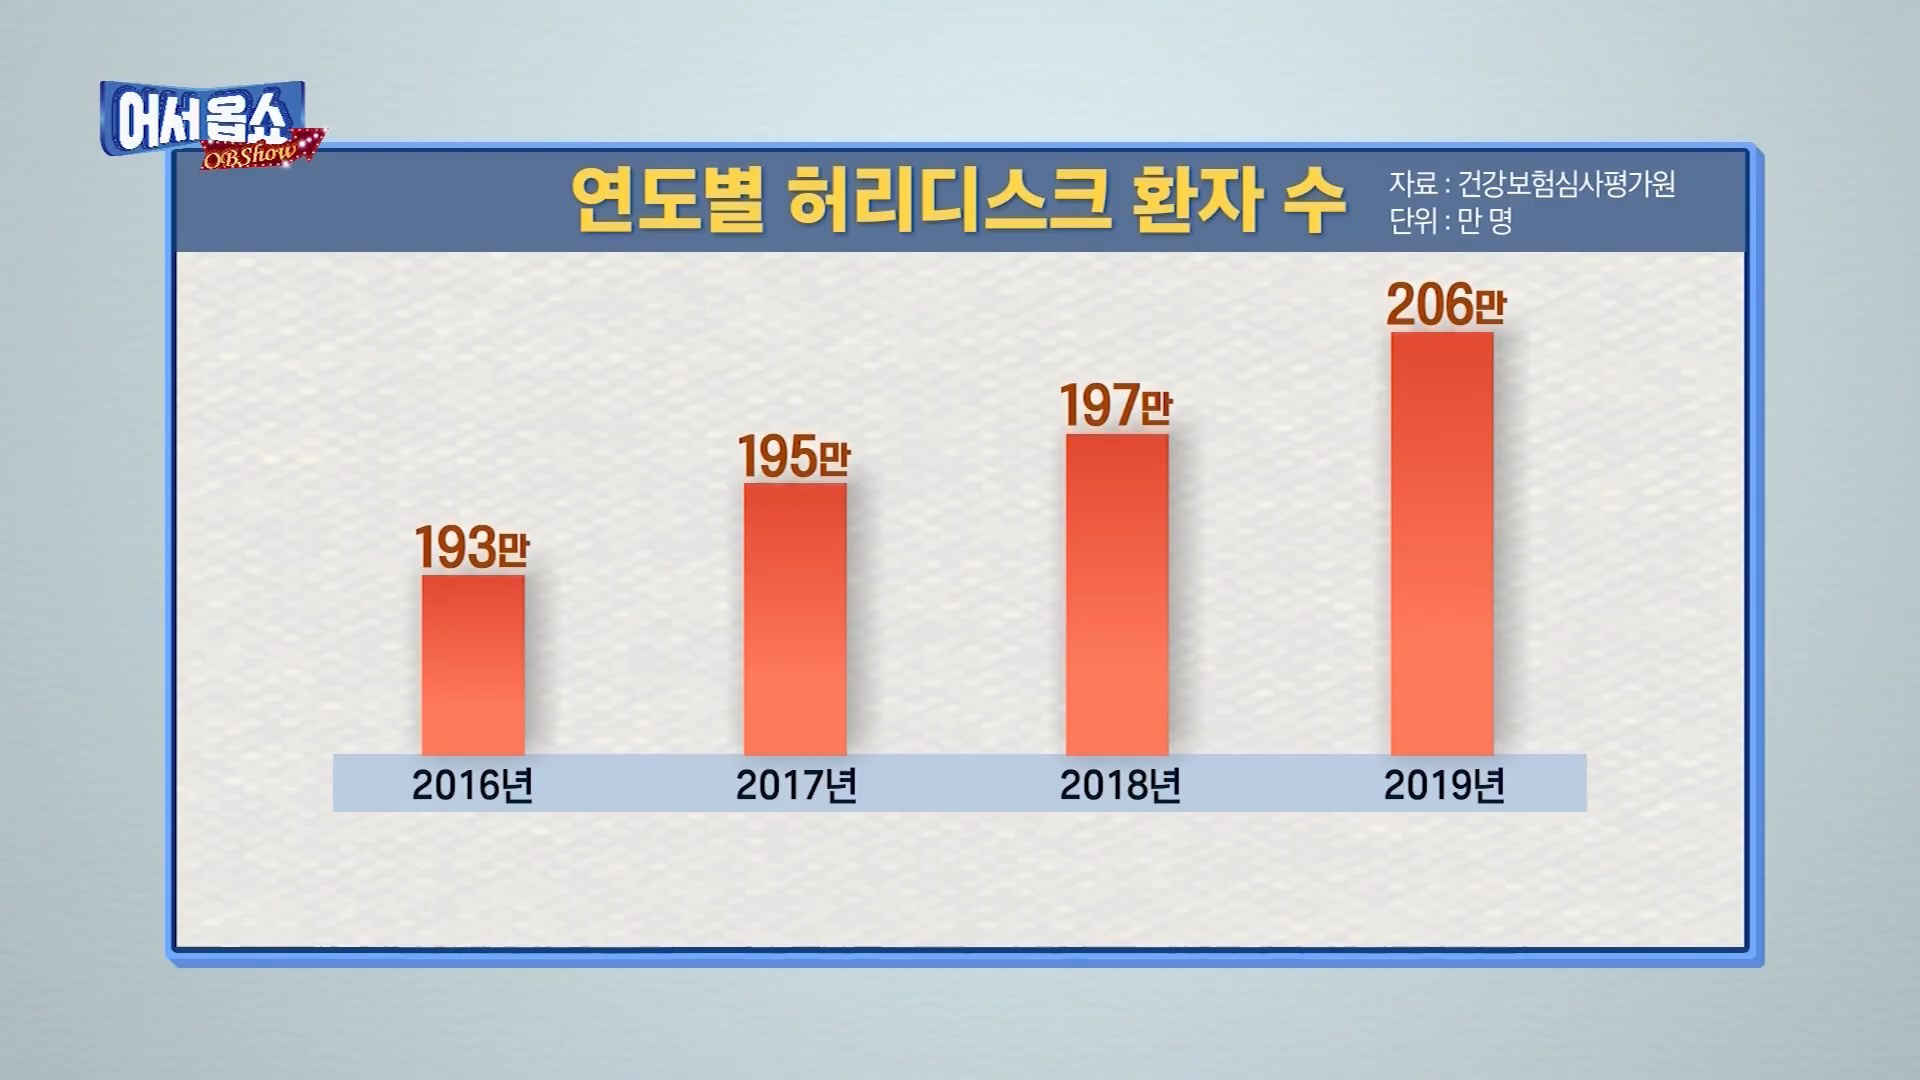 어서옵쇼
OBShow
연도별 허리디스크 환자 수
자료 : 건강보험심사평가원
단위 : 만 명
193만
195만
197만
206만
2016년
2017년
2018년
2019년